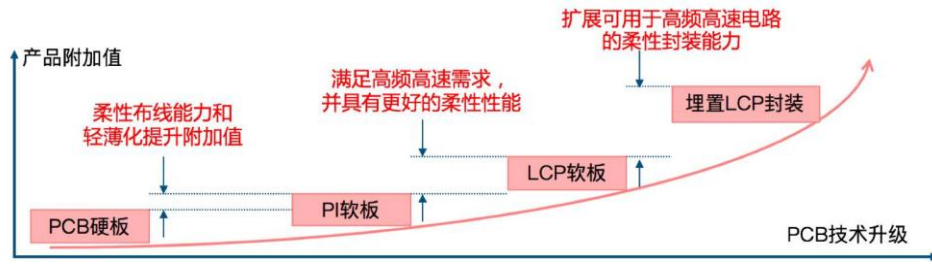 扩展可用于高频高速电路
的柔性封装能力
产品附加值
满足高频高速需求，
并具有更好的柔性性能
埋置LCP封装
柔性布线能力和
轻薄化提升附加值
LCP软板
PI软板
PCB硬板
PCB技术升级